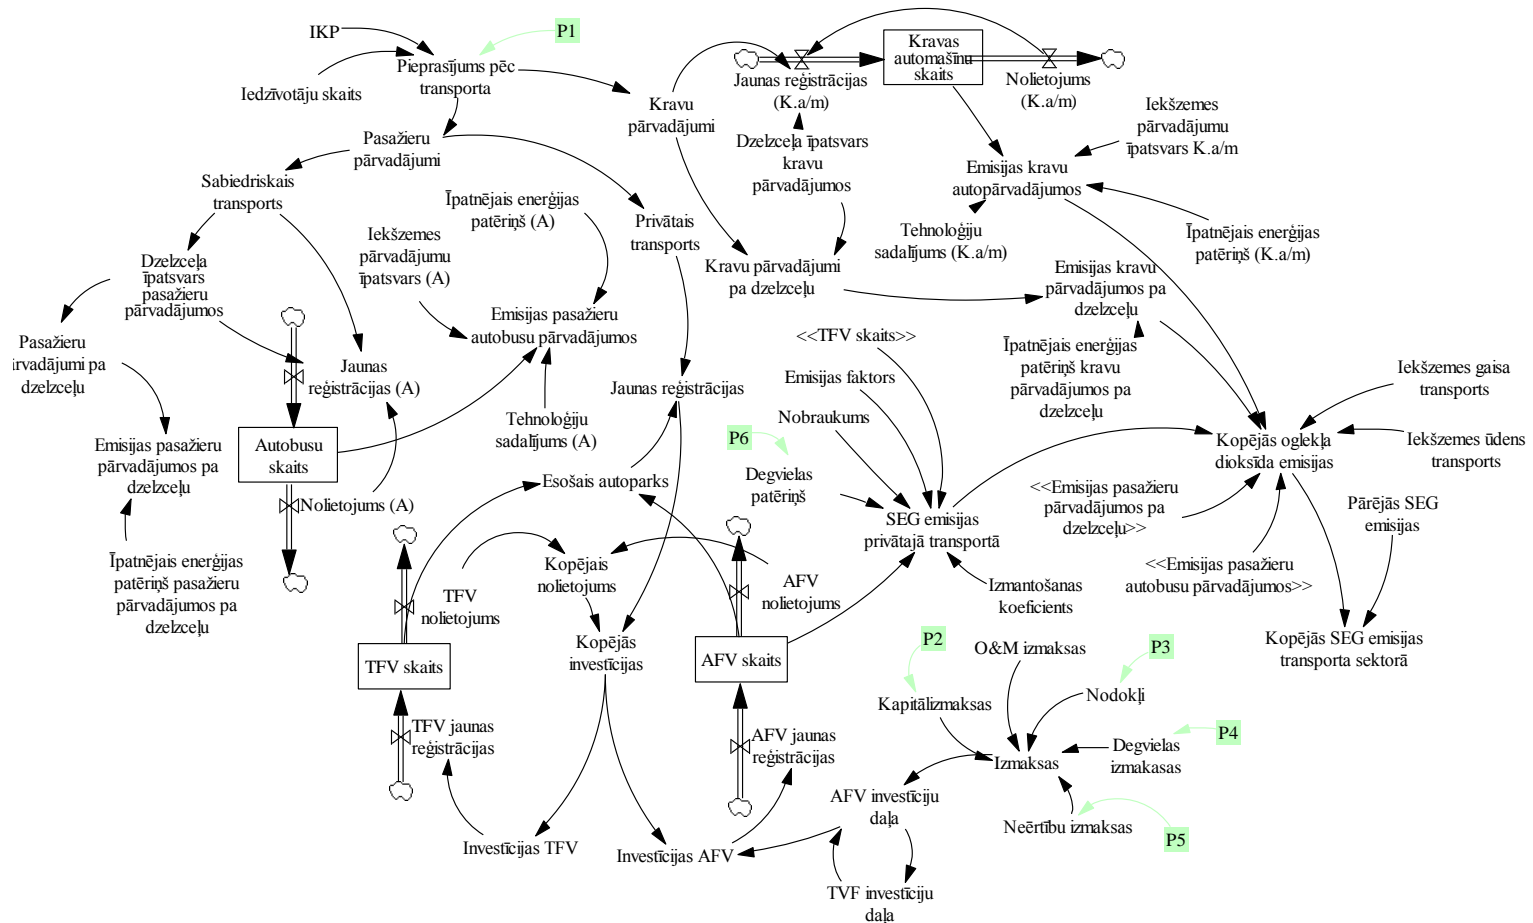 IKP
P1
Pieprasījums pēc
transporta
Iedzīvotāju skaits
Kravu
pārvadājumi
Jaunas reģistrācijas
(K.a/m)
Kravas
automašīnu
skaits
Nolietojums
(K.a/m)
Iekšzemes
pārvadājumu
īpatsvars K.a/m
Pasažieru
pārvadājumi
Sabiedriskais
transports
Dzelzceļa īpatsvars
kravu
pārvadājumos
Emisijas kravu
autopārvadājumos
Īpatnējais enerģijas
patēriņš (A)
Privātais
transports
Tehnoloģiju
sadalījums (K.a/m)
Īpatnējais enerģijas
patēriņš (K.a/m)
Iekšzemes
pārvadājumu
īpatsvars (A)
Dzelzceļa
īpatsvars
pasažieru
pārvadājumos
Kravu pārvadājumi
pa dzelzceļu
Emisijas kravu
pārvadājumos pa
dzelzceļu
Emisijas pasažieru
autobusu pārvadājumos
<<TFV skaits>>
Īpatnējais enerģijas
patēriņš kravu
pārvadājumos pa
dzelzceļu
Pasažieru
irvadājumi pa
dzelzceļu
Jaunas
reģistrācijas (A)
Jaunas reģistrācijas
Emisijas faktors
Iekšzemes gaisa
transports
Nobraukums
Tehnoloģiju
sadalījums (A)
P6
Emisijas pasažieru
pārvadājumos pa
dzelzceļu
Autobusu
skaits
Kopējās oglekļa
dioksīda emisijas
Iekšzemes ūdens
transports
Degvielas
patēriņš
Esošais autoparks
Nolietojums (A)
<<Emisijas pasažieru
pārvadājumos pa
dzelzceļu>>
Pārējās SEG
emisijas
SEG emisijas
privātajā transportā
Īpatnējais enerģijas
patēriņš pasažieru
pārvadājumos pa
dzelzceļu
Kopējais
nolietojums
TFV
nolietojums
AFV
nolietojums
Izmantošanas
koeficients
<<Emisijas pasažieru
autobusu pārvadājumos>>
Kopējās
investīcijas
TFV skaits
AFV skaits
P2
O&M izmaksas
P3
Kopējās SEG emisijas
transporta sektorā
Kapitālizmaksas
Nodokļi
TFV jaunas
reģistrācijas
AFV jaunas
reģistrācijas
P4
Degvielas
izmakasas
Izmaksas
AFV investīciju
daļa
Neērtību izmaksas
P5
Investīcijas TFV
Investīcijas AFV
TVF investīciju
daļa